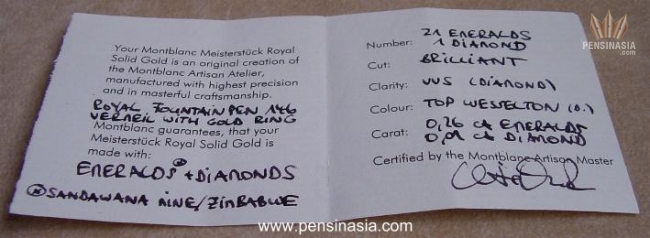 Your Montblanc Meisterstück Royal
Solid Gold is an original creation of
the Montblanc Artisan Atelier,
manufactured with highest precision
and in masterful craftsmanship.
ROYAL FOUNTAINPEN 146
VERMEIL WITH GOLD RING
Montblanc guarantees, that your
Meisterstück Royal Solid Gold is
made with:
EMERALDS* + DIAMONDS
* SANDAWANA MINE/ZIMBABWE
Number: 21 EMERALDS
1 DIAMOND
Cut: BRILLIANT
Clarity: VVS (DIAMOND)
Colour: TOP WESSELTON (D.)
Carat: 0,26 ct EMERALDS
0,01 ct DIAMOND
Certified by the Montblanc Artisan Master
PENSINASIA
.COM
www.pensinasia.com